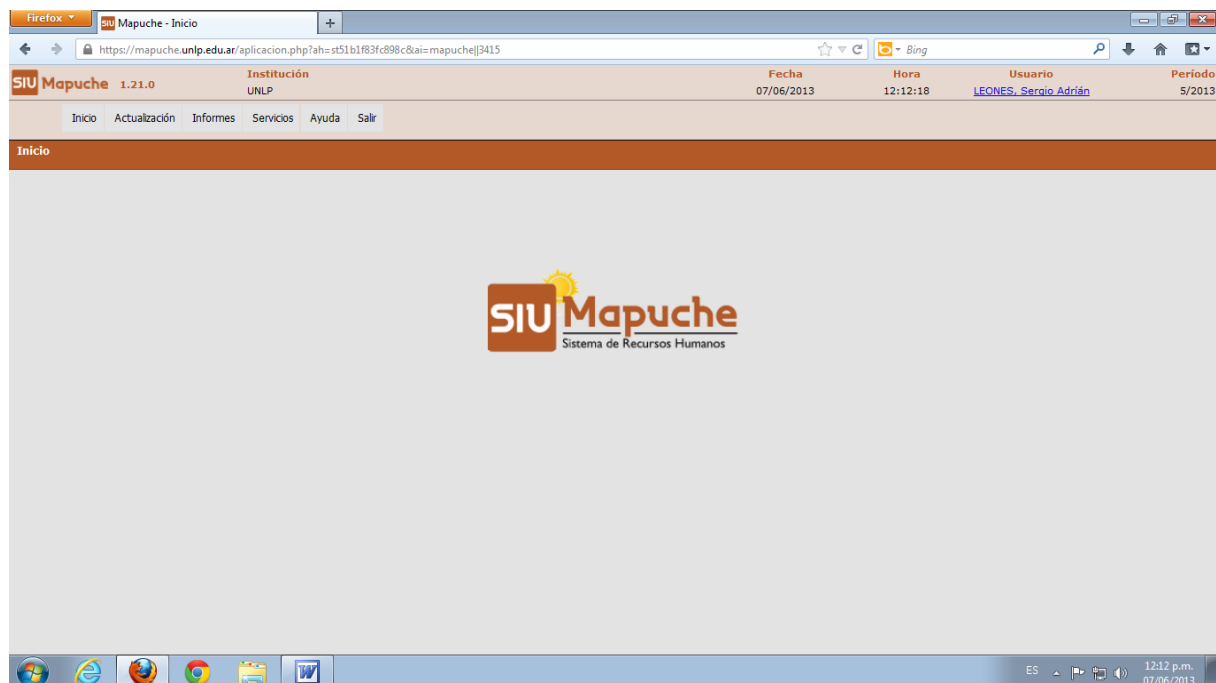 Firefox
SIU Mapuche - Inicio
https://mapuche.unlp.edu.ar/aplicacion.php?ah=st51b1f83fc898c&ai=mapuche||3415
Bing
SIU Mapuche 1.21.0
Institución
UNLP
Fecha
07/06/2013
Hora
12:12:18
Usuario
LEONES, Sergio Adrián
Período
5/2013
Inicio Actualización Informes Servicios Ayuda Salir
Inicio
SIU Mapuche
Sistema de Recursos Humanos
ES
12:12 p.m.
07/06/2013